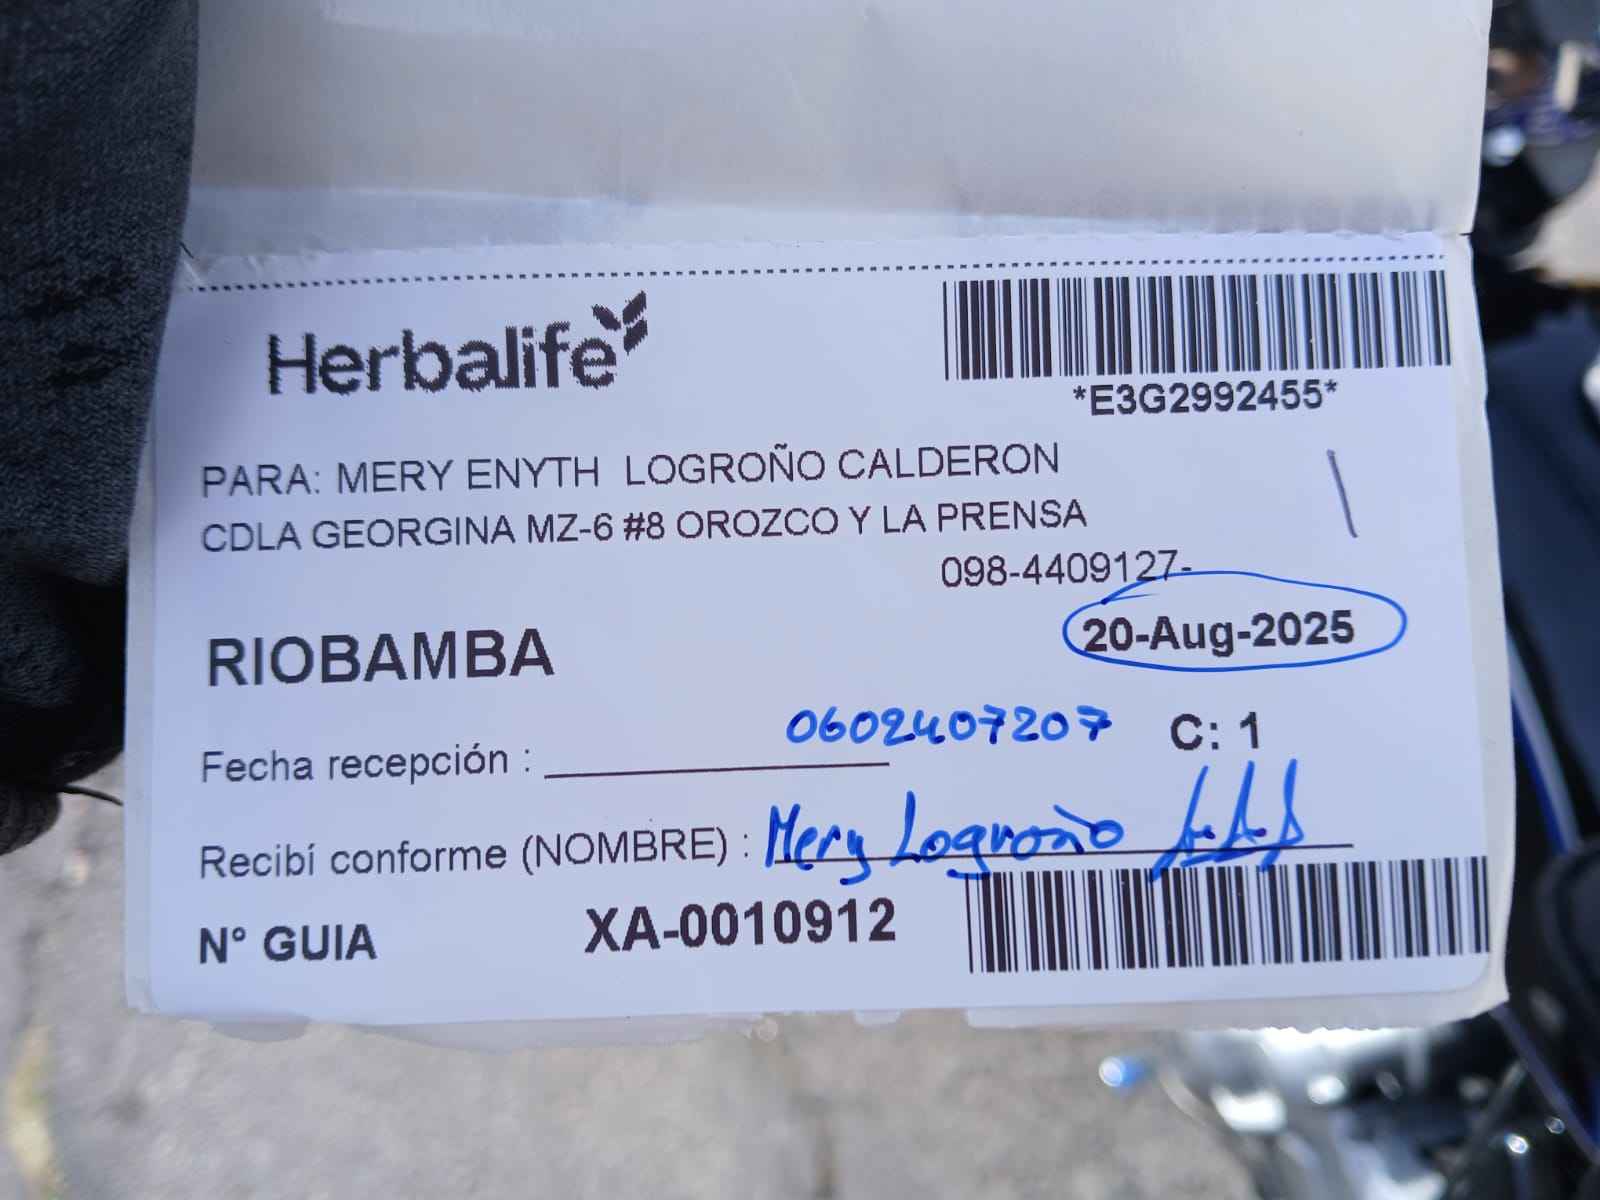 Herbalife
*E3G2992455*
PARA: MERY ENYTH LOGROÑO CALDERON
CDLA GEORGINA MZ-6 #8 OROZCO Y LA PRENSA
098-4409127-
RIOBAMBA
20-Aug-2025
0602407207
C: 1
Fecha recepción :
Recibí conforme (NOMBRE) : Mery Logroño
N° GUIA XA-0010912